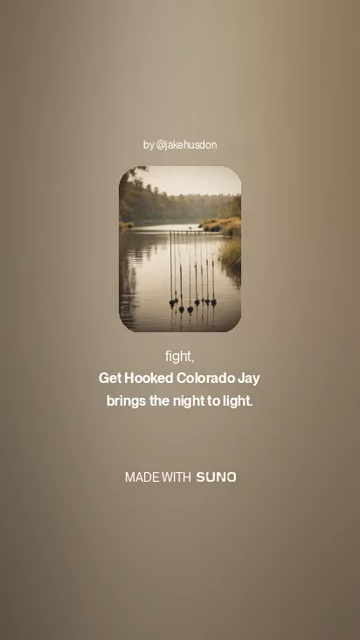 by @jakehusdon
fight,
Get Hooked Colorado Jay
brings the night to light.
MADE WITH SUNO